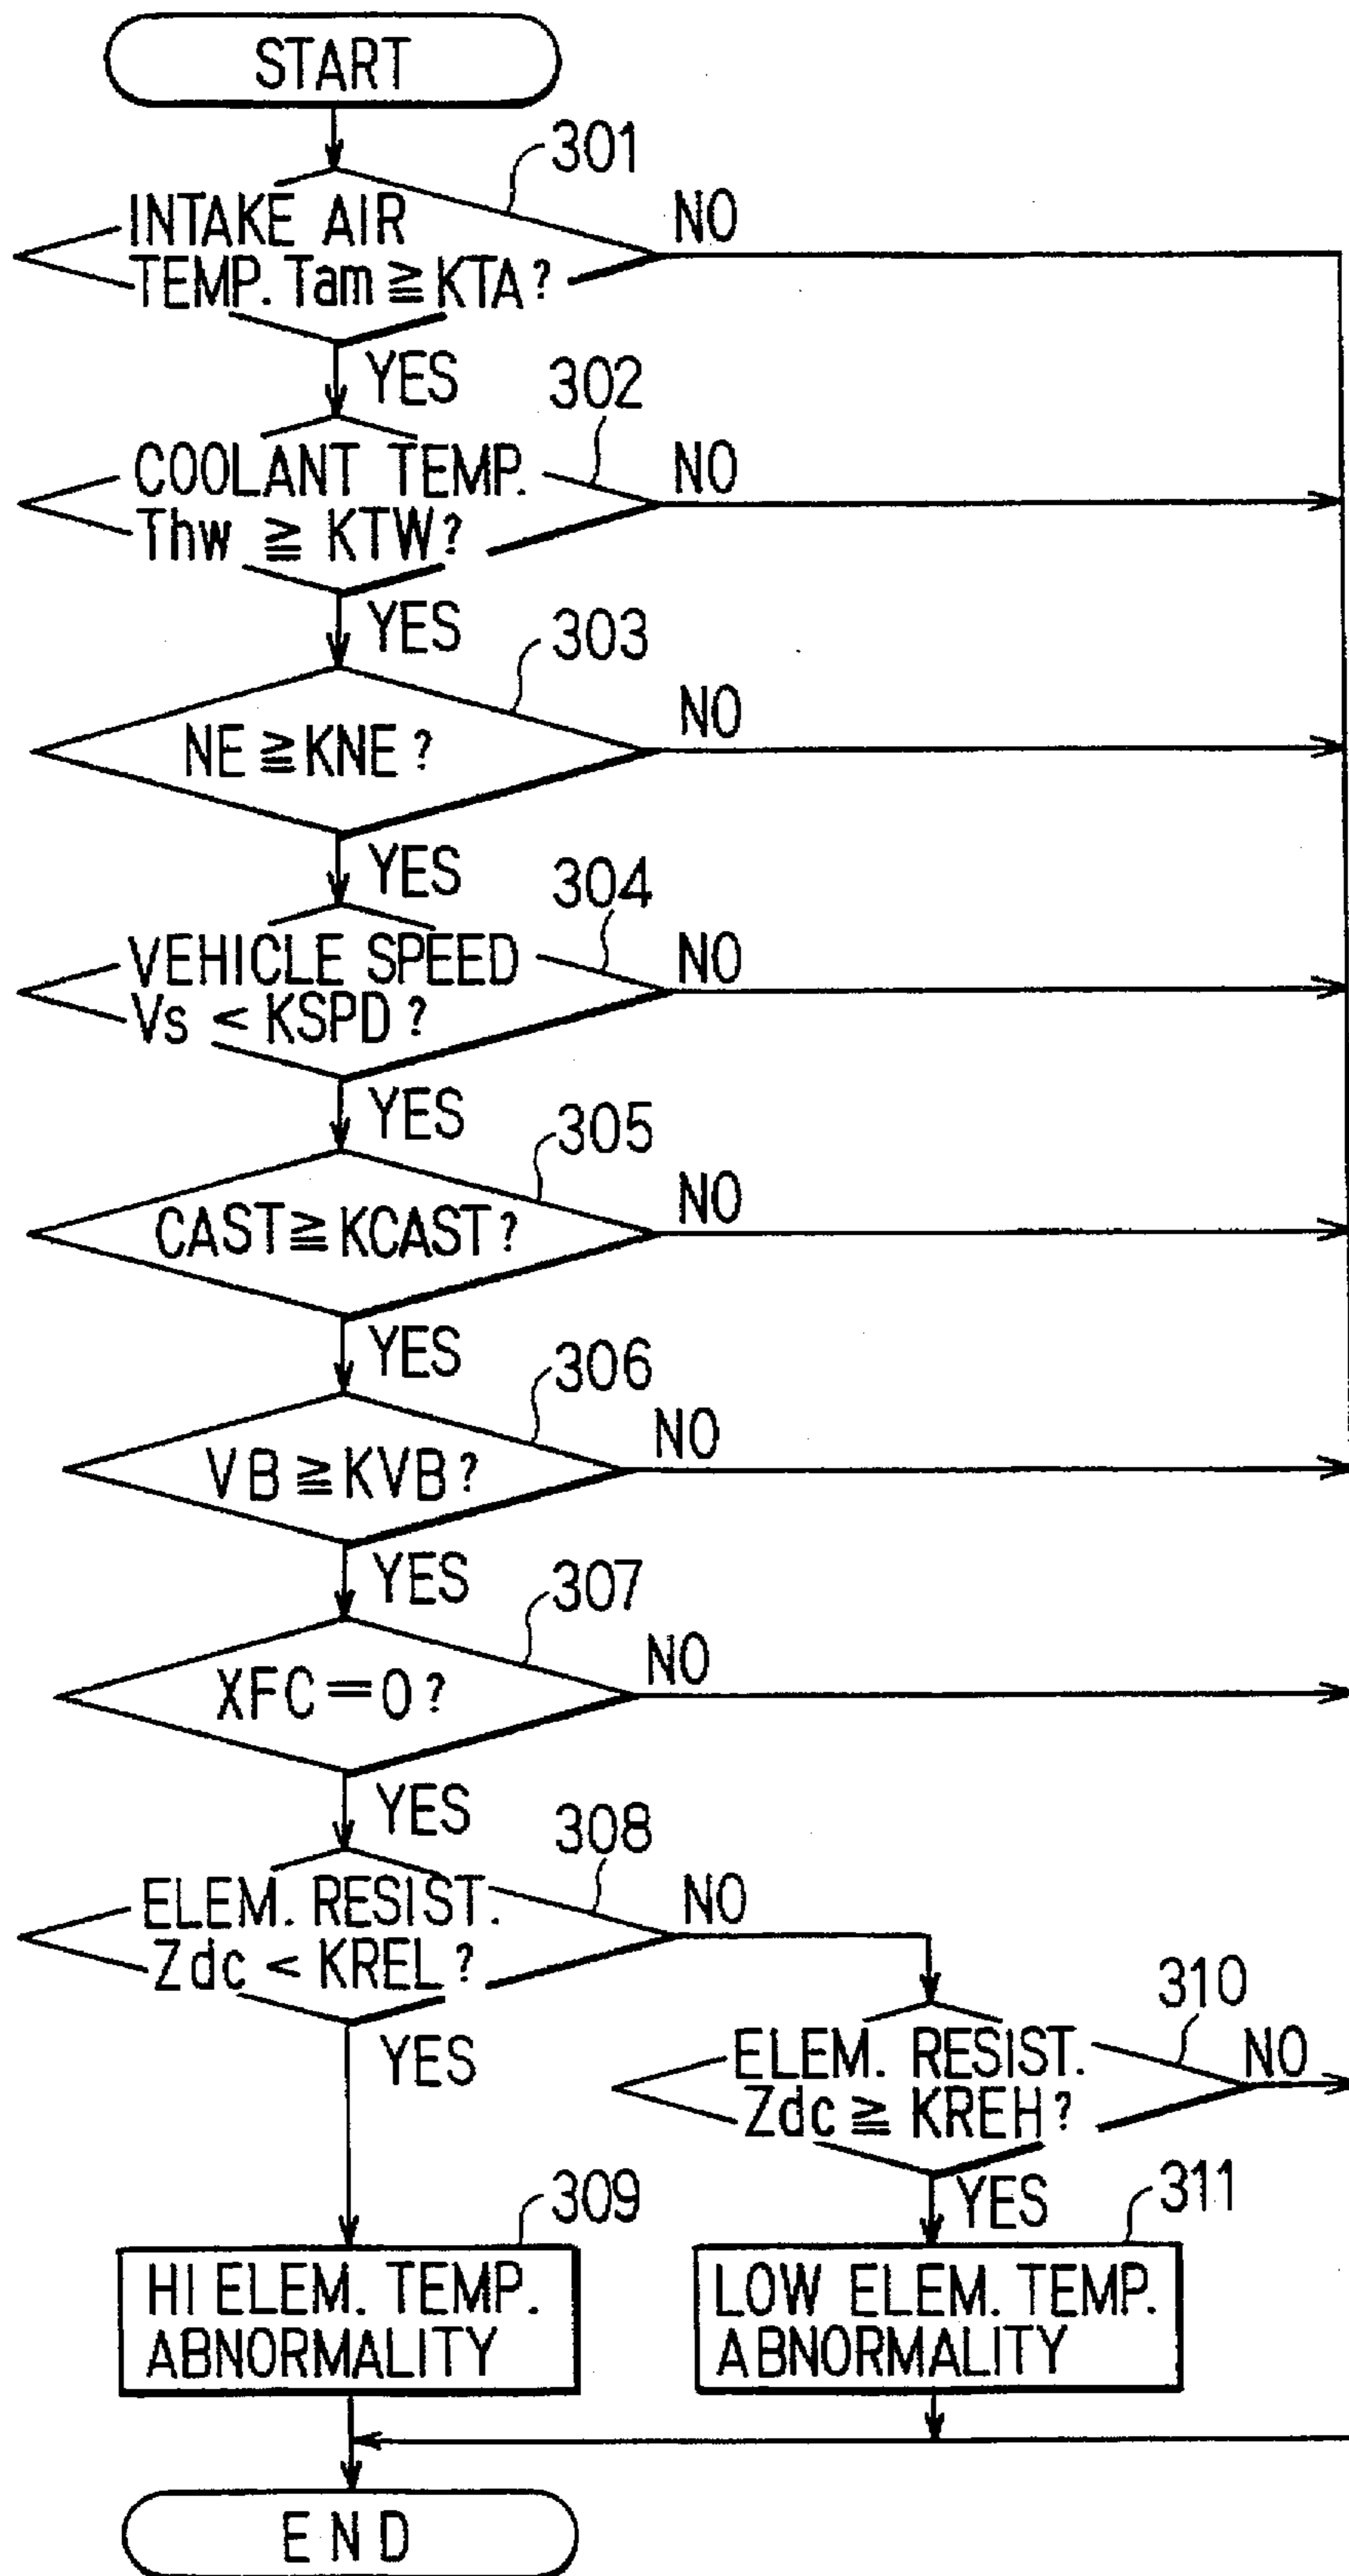 START
301
INTAKE AIR
TEMP. Tam ≧ KTA?
NO
YES
302
COOLANT TEMP.
Thw ≧ KTW?
NO
YES
303
NE ≧ KNE?
NO
YES
304
VEHICLE SPEED
Vs < KSPD?
NO
YES
305
CAST ≧ KCAST?
NO
YES
306
VB ≧ KVB?
NO
YES
307
XFC = 0?
NO
YES
308
ELEM. RESIST.
Zdc < KREL?
NO
YES
310
ELEM. RESIST.
Zdc ≧ KREH?
NO
YES
309
HI ELEM. TEMP.
ABNORMALITY
311
LOW ELEM. TEMP.
ABNORMALITY
END